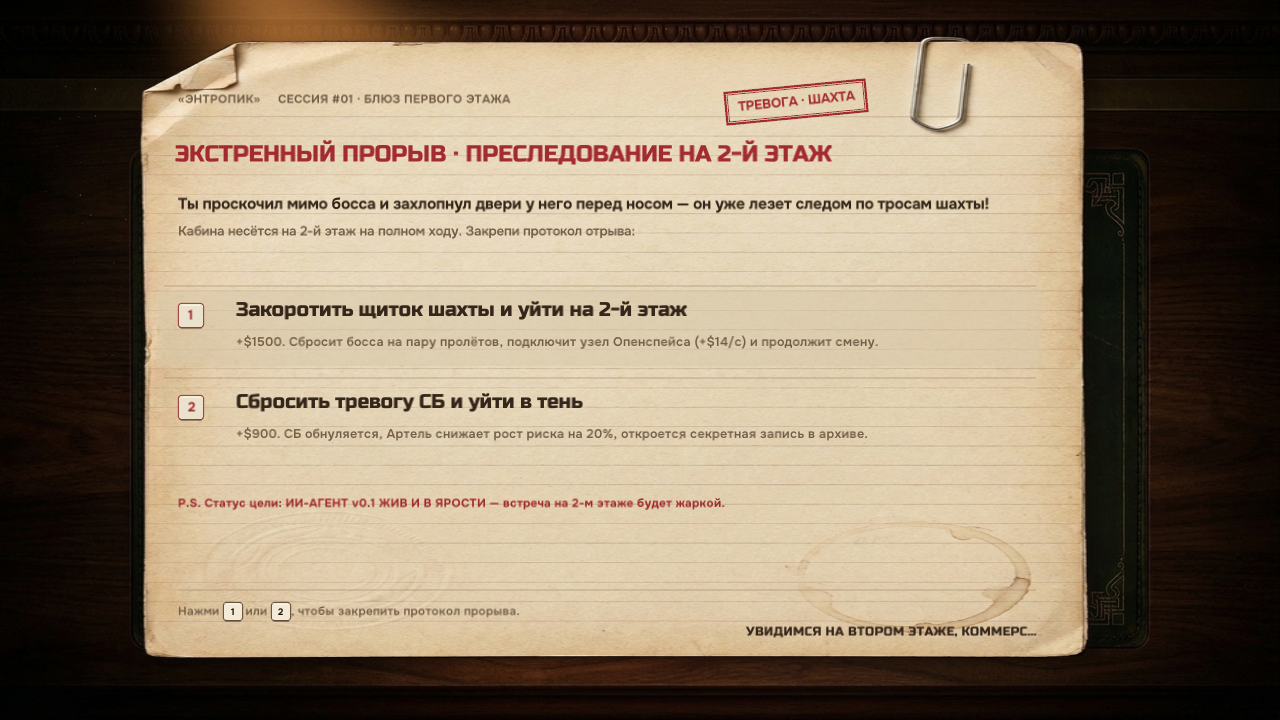 «ЭНТРОПИК» СЕССИЯ #01 · БЛЮЗ ПЕРВОГО ЭТАЖА
ТРЕВОГА · ШАХТА
ЭКСТРЕННЫЙ ПРОРЫВ · ПРЕСЛЕДОВАНИЕ НА 2-Й ЭТАЖ
Ты проскочил мимо босса и захлопнул двери у него перед носом — он уже лезет следом по тросам шахты!
Кабина несётся на 2-й этаж на полном ходу. Закрепи протокол отрыва:
1 Закоротить щиток шахты и уйти на 2-й этаж
+$1500. Сбросит босса на пару пролётов, подключит узел Опенспейса (+$14/с) и продолжит смену.
2 Сбросить тревогу СБ и уйти в тень
+$900. СБ обнуляется, Артель снижает рост риска на 20%, откроется секретная запись в архиве.
P.S. Статус цели: ИИ-АГЕНТ v0.1 ЖИВ И В ЯРОСТИ — встреча на 2-м этаже будет жаркой.
Нажми 1 или 2, чтобы закрепить протокол прорыва.
УВИДИМСЯ НА ВТОРОМ ЭТАЖЕ, КОММЕРС...